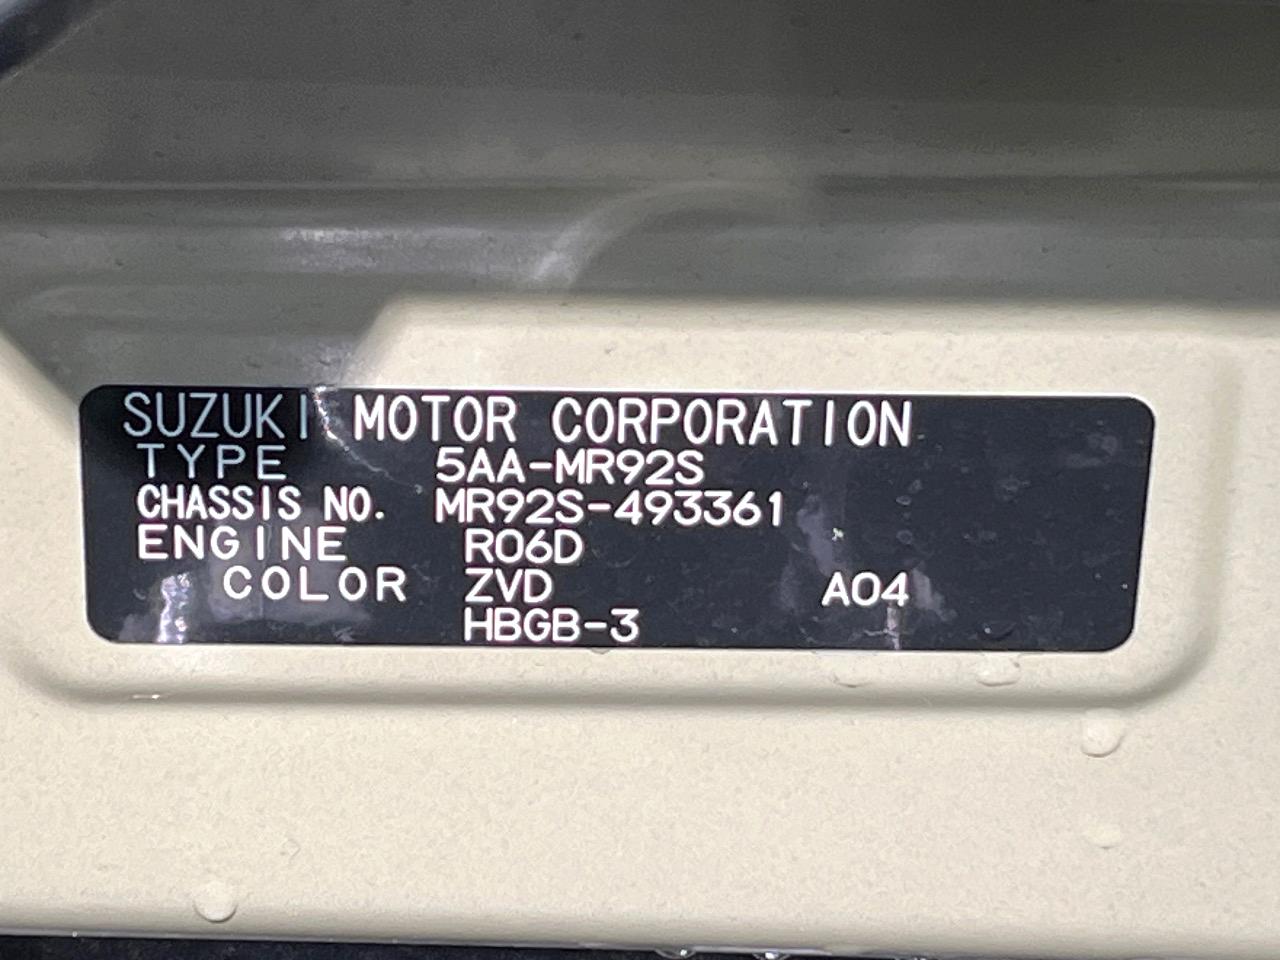 SUZUKI MOTOR CORPORATION
TYPE 5AA-MR92S
CHASSIS NO. MR92S-493361
ENGINE R06D
COLOR ZVD A04
HBGB-3